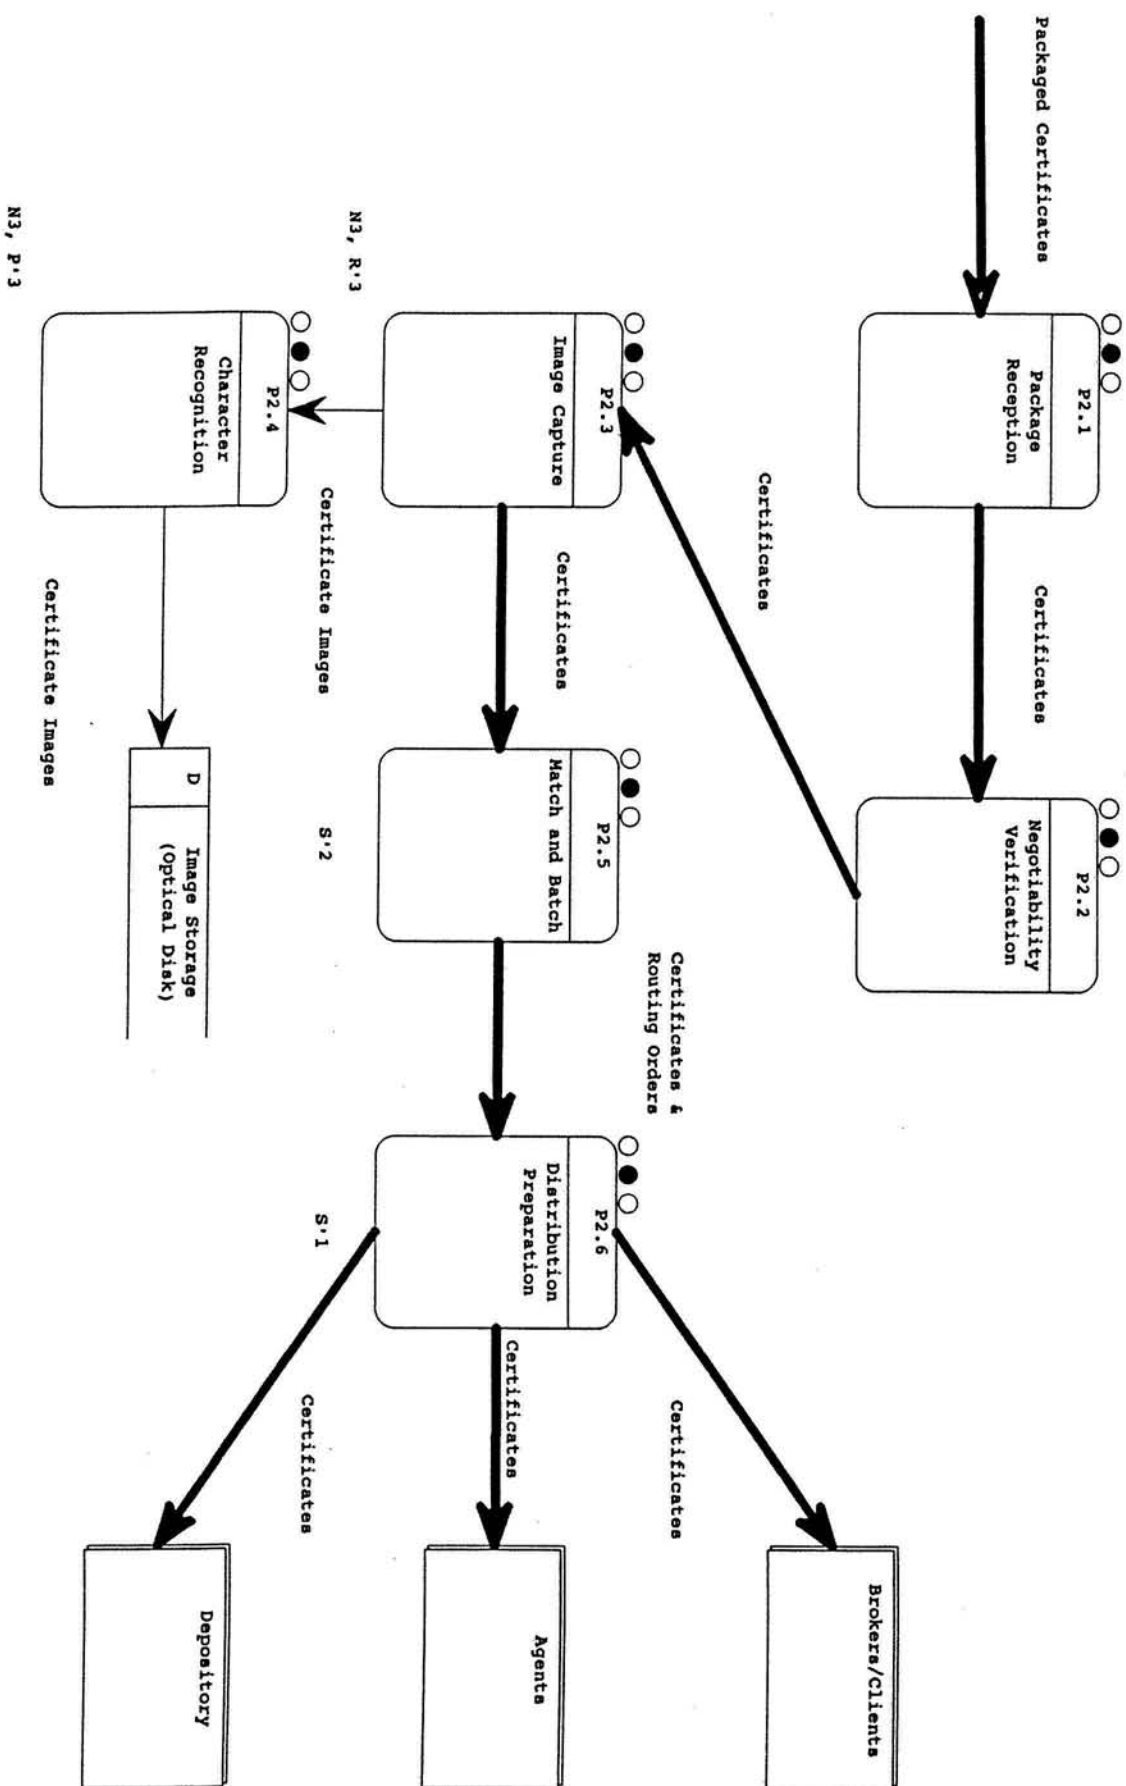 Packaged Certificates
P2.1
Package
Reception
Certificates
P2.2
Negotiability
Verification
Certificates
P2.3
Image Capture
N3, R'3
Certificates
P2.5
Match and Batch
S'2
Certificates &
Routing Orders
P2.6
Distribution
Preparation
S'1
Certificates
Brokers/Clients
Certificates
Agents
Certificates
Depository
Certificate Images
P2.4
Character
Recognition
N3, P'3
Certificate Images
D
Image Storage
(Optical Disk)